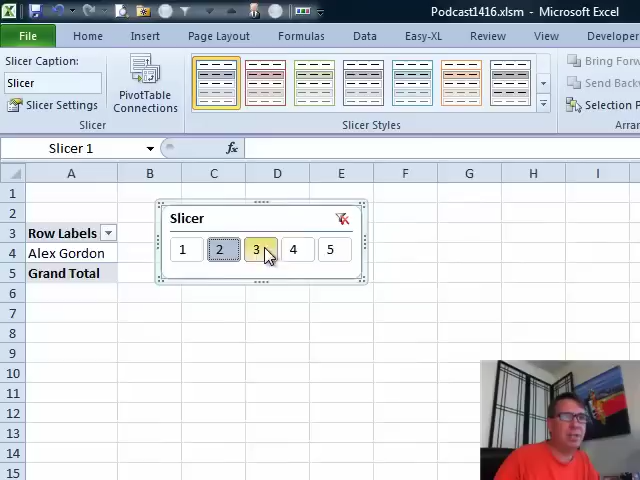 Podcast1416.xlsm - Microsoft Excel
File Home Insert Page Layout Formulas Data Easy-XL Review View Developer
Slicer Caption:
Slicer
Slicer Settings
PivotTable
Connections
Bring Forw
Send Back
Selection P
Slicer Slicer Styles Arran
Slicer 1 fx
A B C D E F G H I
1
2
3 Row Labels
4 Alex Gordon
5 Grand Total
Slicer
1 2 3 4 5
6
7
8
9
10
11
12
13
14
15